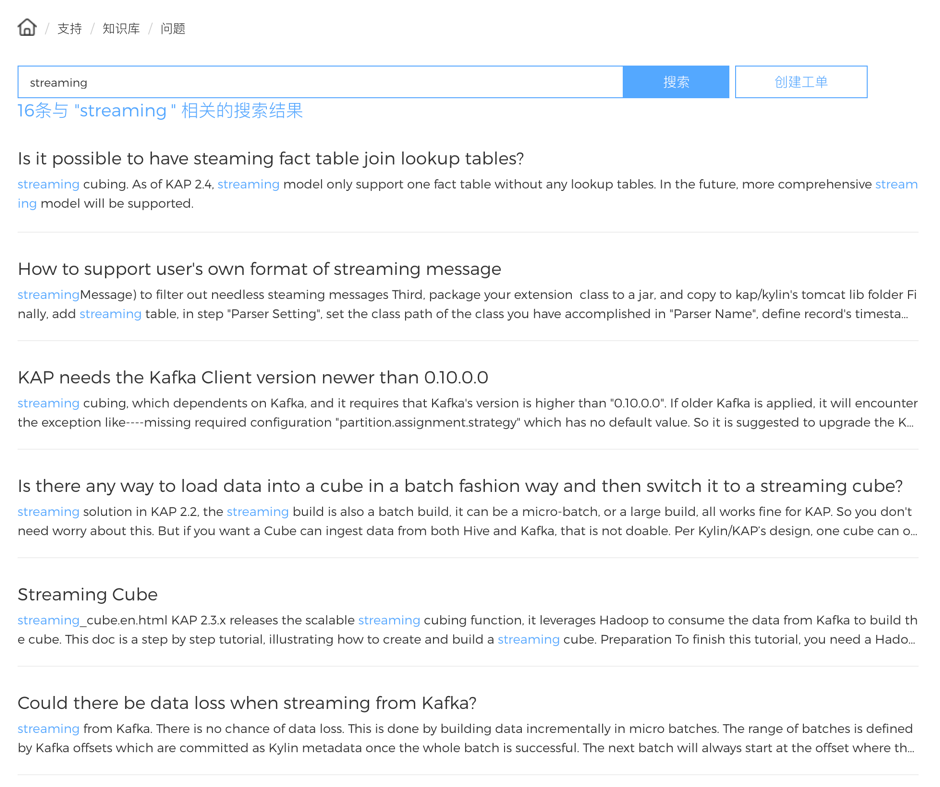 / 支持 / 知识库 / 问题
streaming 搜索 创建工单
16条与 "streaming " 相关的搜索结果
Is it possible to have steaming fact table join lookup tables?
streaming cubing. As of KAP 2.4, streaming model only support one fact table without any lookup tables. In the future, more comprehensive stream
ing model will be supported.
How to support user's own format of streaming message
streamingMessage) to filter out needless steaming messages Third, package your extension  class to a jar, and copy to kap/kylin's tomcat lib folder Fi
nally, add streaming table, in step "Parser Setting", set the class path of the class you have accomplished in "Parser Name", define record's timesta...
KAP needs the Kafka Client version newer than 0.10.0.0
streaming cubing, which dependents on Kafka, and it requires that Kafka's version is higher than "0.10.0.0". If older Kafka is applied, it will encounter
the exception like----missing required configuration "partition.assignment.strategy" which has no default value. So it is suggested to upgrade the K...
Is there any way to load data into a cube in a batch fashion way and then switch it to a streaming cube?
streaming solution in KAP 2.2, the streaming build is also a batch build, it can be a micro-batch, or a large build, all works fine for KAP. So you don't
need worry about this. But if you want a Cube can ingest data from both Hive and Kafka, that is not doable. Per Kylin/KAP's design, one cube can o...
Streaming Cube
streaming_cube.en.html KAP 2.3.x releases the scalable streaming cubing function, it leverages Hadoop to consume the data from Kafka to build th
e cube. This doc is a step by step tutorial, illustrating how to create and build a streaming cube. Preparation To finish this tutorial, you need a Hado...
Could there be data loss when streaming from Kafka?
streaming from Kafka. There is no chance of data loss. This is done by building data incrementally in micro batches. The range of batches is defined
by Kafka offsets which are committed as Kylin metadata once the whole batch is successful. The next batch will always start at the offset where th...